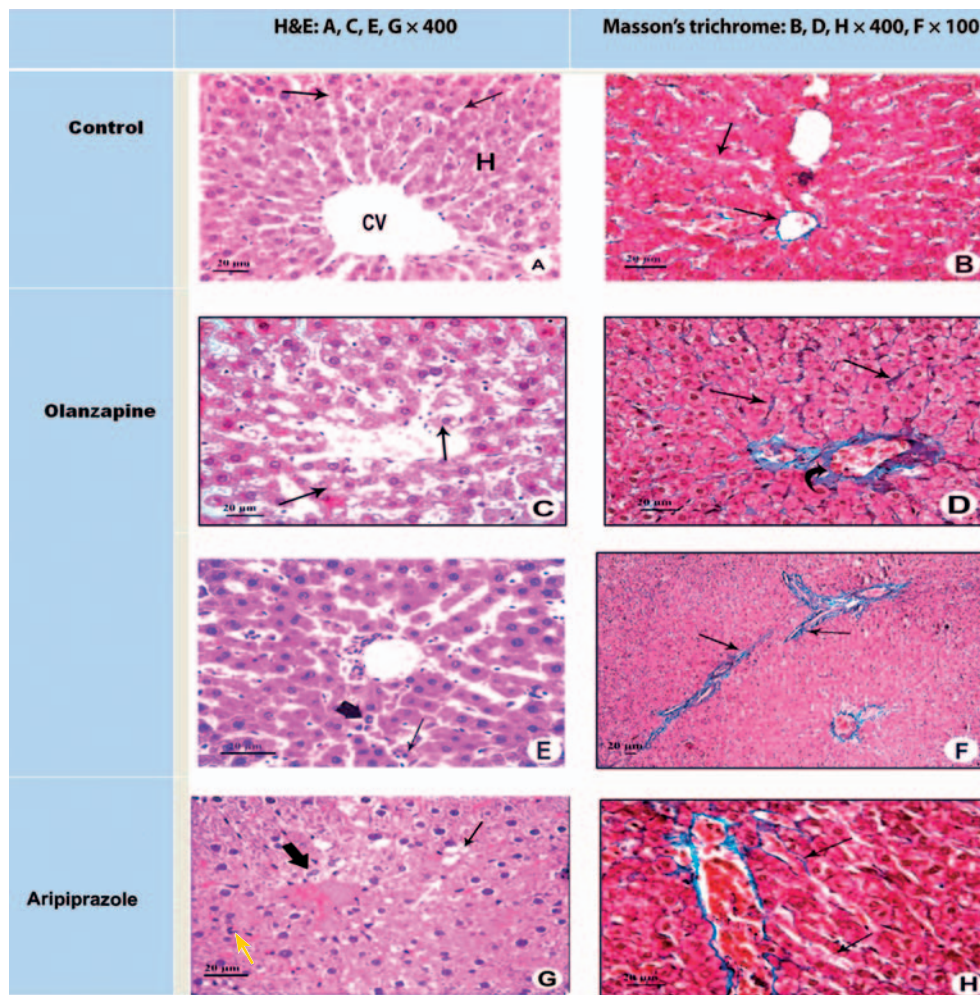 H&E: A, C, E, G × 400
Masson's trichrome: B, D, H × 400, F × 100
Control
H
CV
20 µm
A
20 µm
B
Olanzapine
20 µm
C
20 µm
D
20 µm
E
20 µm
F
Aripiprazole
20 µm
G
20 µm
H